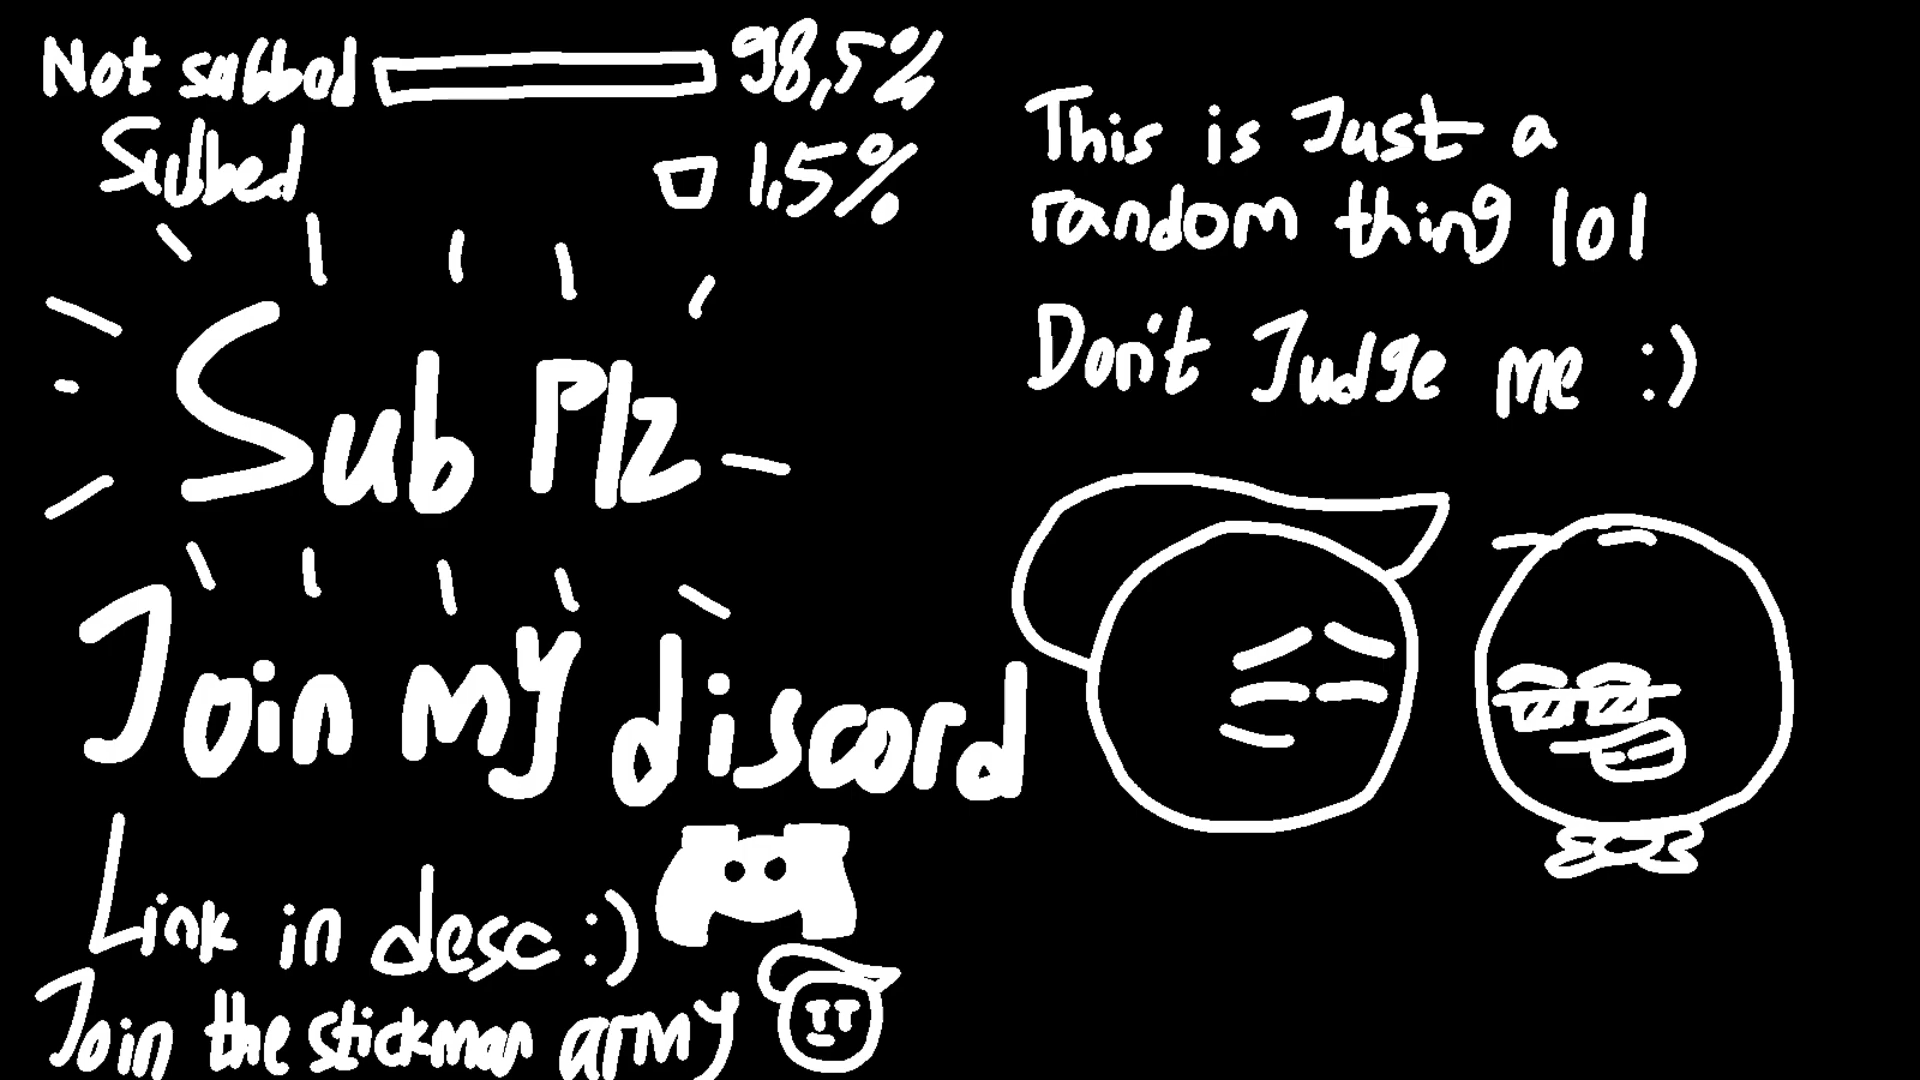 Not subbed 98,5%
Subbed 1,5%
Sub Plz
Join my discord
Link in desc :)
Join the stickman army
This is Just a
random thing lol
Don't Judge me :)